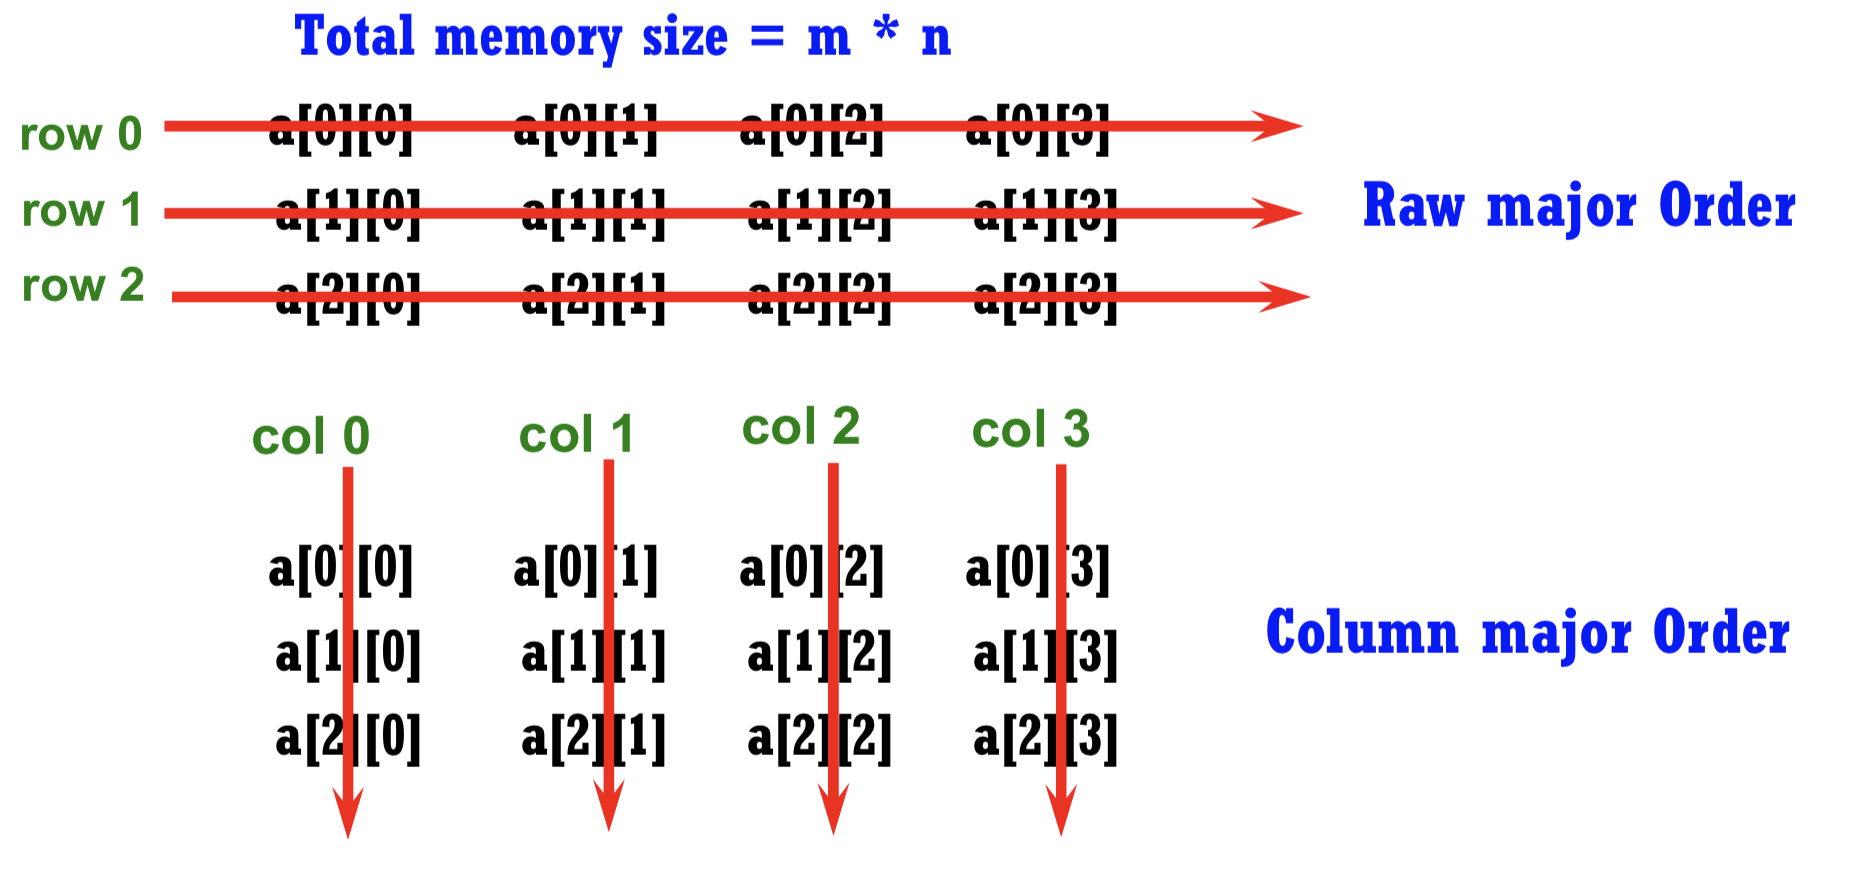 Total memory size = m * n
row 0 a[0][0] a[0][1] a[0][2] a[0][3]
row 1 a[1][0] a[1][1] a[1][2] a[1][3] Raw major Order
row 2 a[2][0] a[2][1] a[2][2] a[2][3]
col 0 col 1 col 2 col 3
a[0][0] a[0][1] a[0][2] a[0][3]
a[1][0] a[1][1] a[1][2] a[1][3] Column major Order
a[2][0] a[2][1] a[2][2] a[2][3]